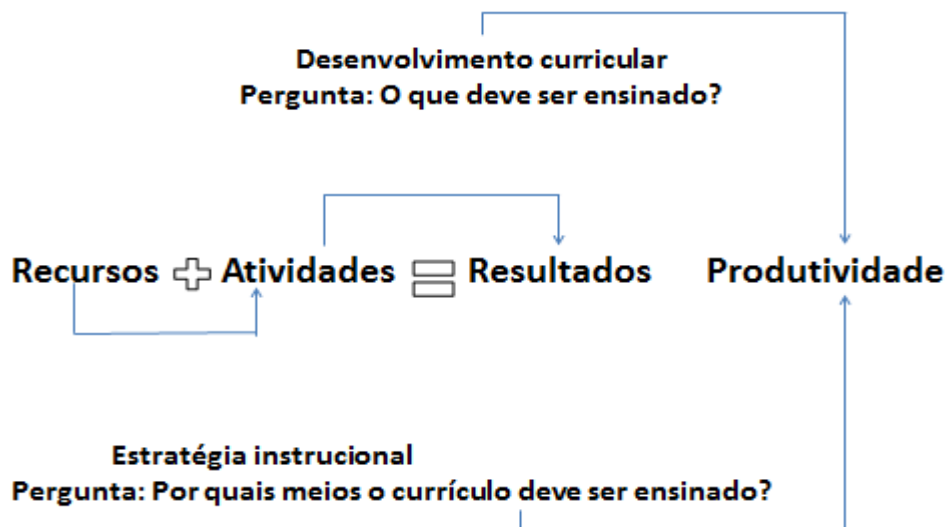 Desenvolvimento curricular
Pergunta: O que deve ser ensinado?
Recursos + Atividades = Resultados Produtividade
Estratégia instrucional
Pergunta: Por quais meios o currículo deve ser ensinado?